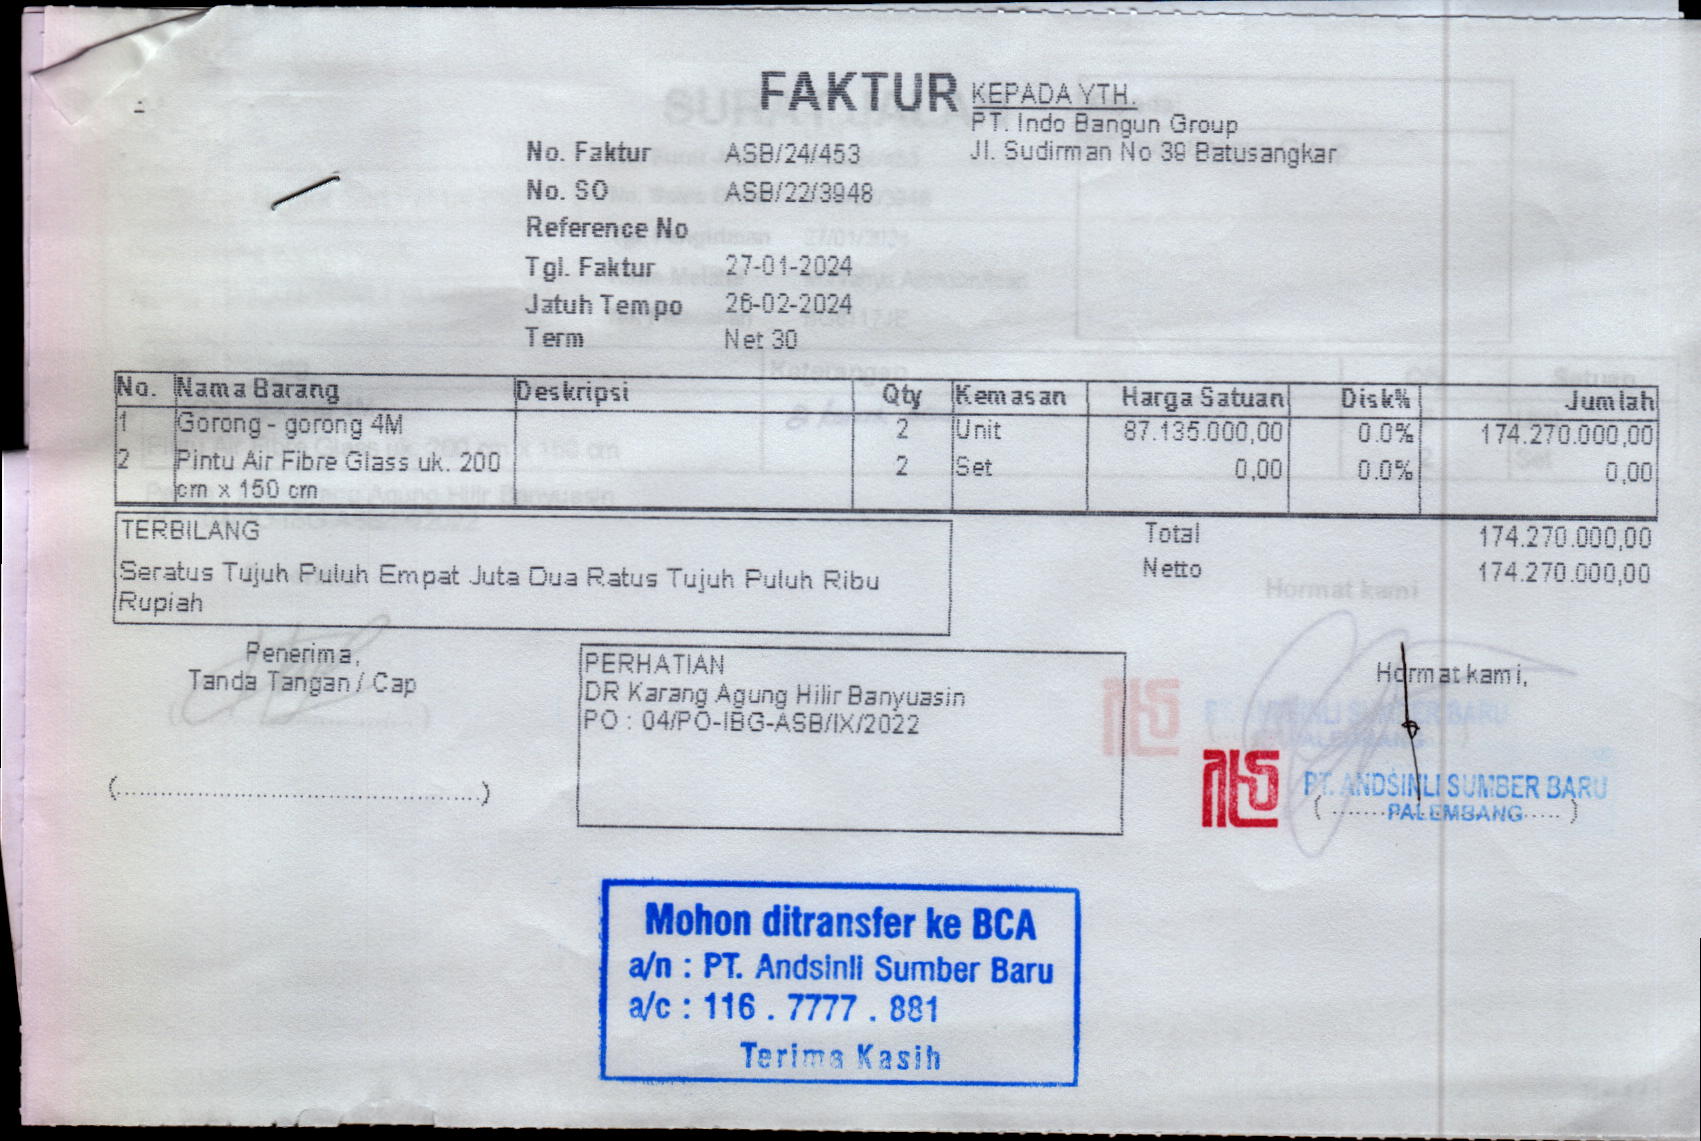 FAKTUR
KEPADA YTH.
PT. Indo Bangun Group
Jl. Sudirman No 39 Batusangkar
No. Faktur ASB/24/453
No. SO ASB/22/3948
Reference No
Tgl. Faktur 27-01-2024
Jatuh Tempo 26-02-2024
Term Net 30
No. Nama Barang Deskripsi Qty Kemasan Harga Satuan Disk% Jumlah
1 Gorong - gorong 4M 2 Unit 87.135.000,00 0.0% 174.270.000,00
2 Pintu Air Fibre Glass uk. 200 2 Set 0,00 0.0% 0,00
cm x 150 cm
TERBILANG
Seratus Tujuh Puluh Empat Juta Dua Ratus Tujuh Puluh Ribu
Rupiah
Total 174.270.000,00
Netto 174.270.000,00
Penerima,
Tanda Tangan / Cap
PERHATIAN
DR Karang Agung Hilir Banyuasin
PO : 04/PO-IBG-ASB/IX/2022
Hormat kami,
PT. ANDSINLI SUMBER BARU
PALEMBANG
Mohon ditransfer ke BCA
a/n : PT. Andsinli Sumber Baru
a/c : 116 . 7777 . 881
Terima Kasih